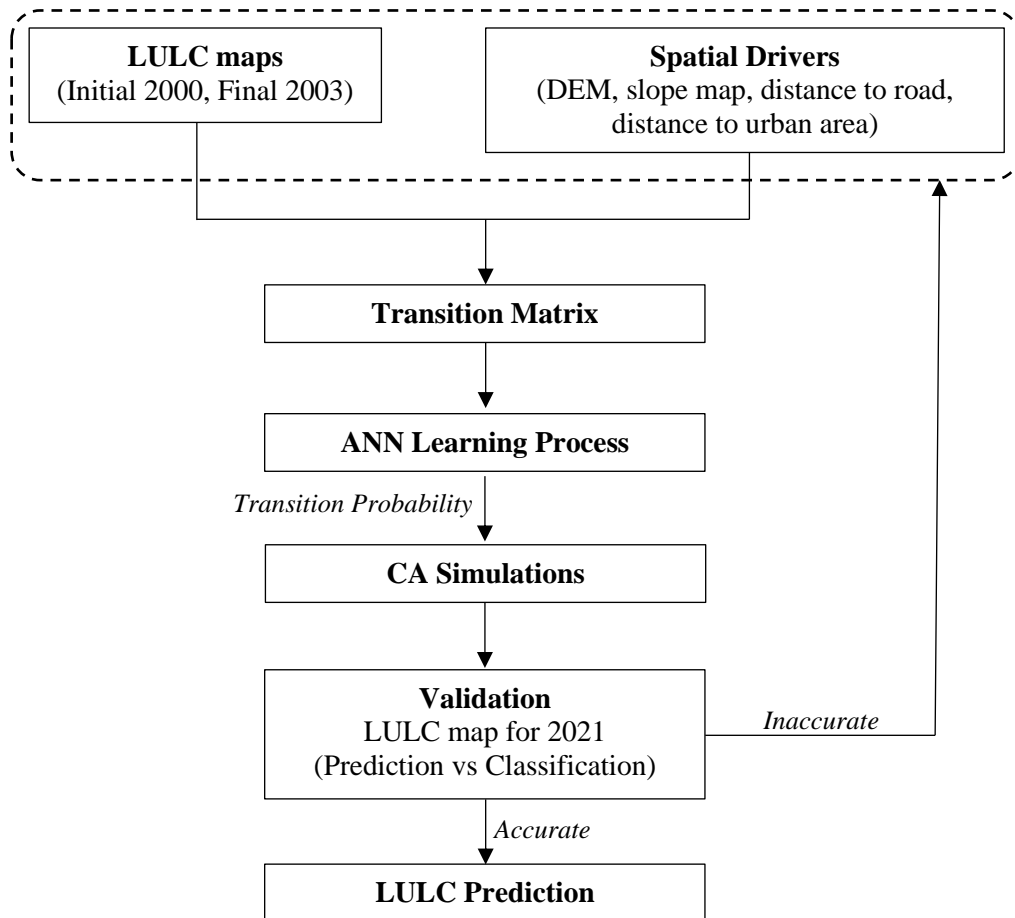 LULC maps
(Initial 2000, Final 2003)
Spatial Drivers
(DEM, slope map, distance to road,
distance to urban area)
Transition Matrix
ANN Learning Process
Transition Probability
CA Simulations
Validation
LULC map for 2021
(Prediction vs Classification)
Inaccurate
Accurate
LULC Prediction